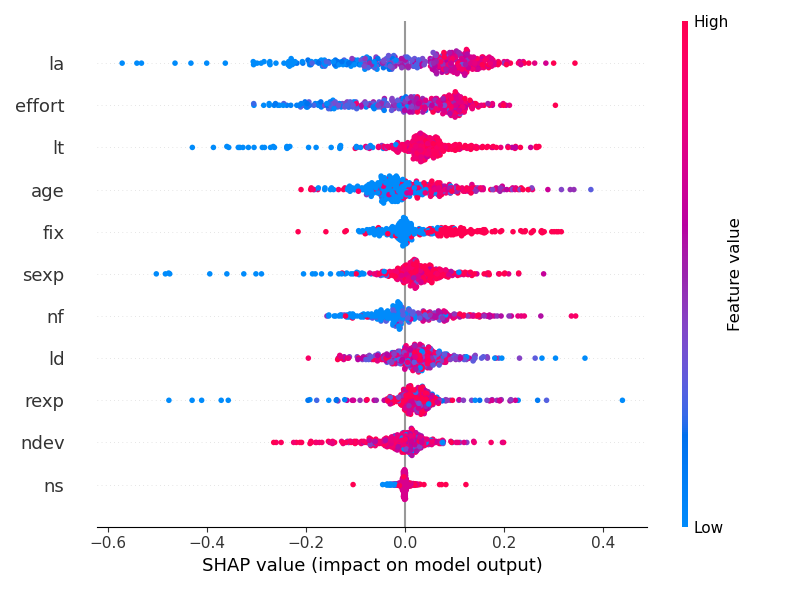 High
la
effort
lt
age
fix
sexp
nf
ld
rexp
ndev
ns
Feature value
Low
−0.6 −0.4 −0.2 0.0 0.2 0.4
SHAP value (impact on model output)